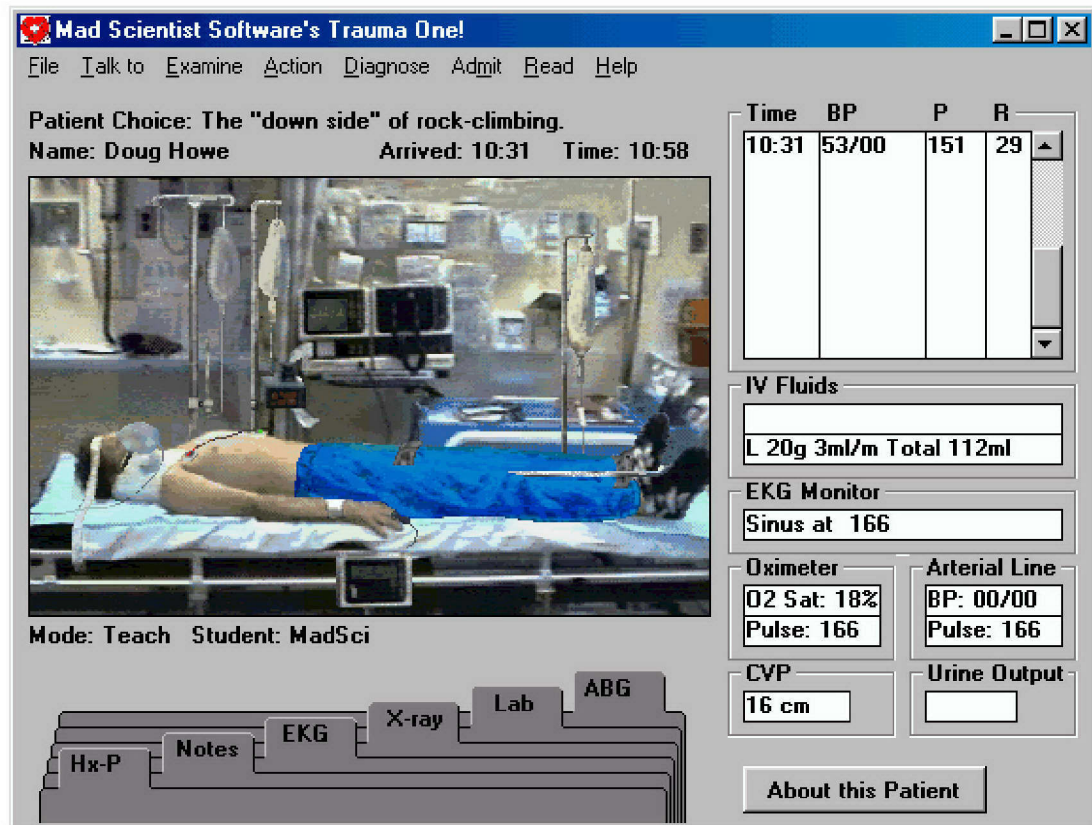 Mad Scientist Software's Trauma One!
File Talk to Examine Action Diagnose Admit Read Help
Patient Choice: The "down side" of rock-climbing.
Name: Doug Howe Arrived: 10:31 Time: 10:58
Time BP P R
10:31 53/00 151 29
IV Fluids
L 20g 3ml/m Total 112ml
EKG Monitor
Sinus at 166
Oximeter
O2 Sat: 18%
Pulse: 166
Arterial Line
BP: 00/00
Pulse: 166
CVP
16 cm
Urine Output
Mode: Teach Student: MadSci
Hx-P
Notes
EKG
X-ray
Lab
ABG
About this Patient